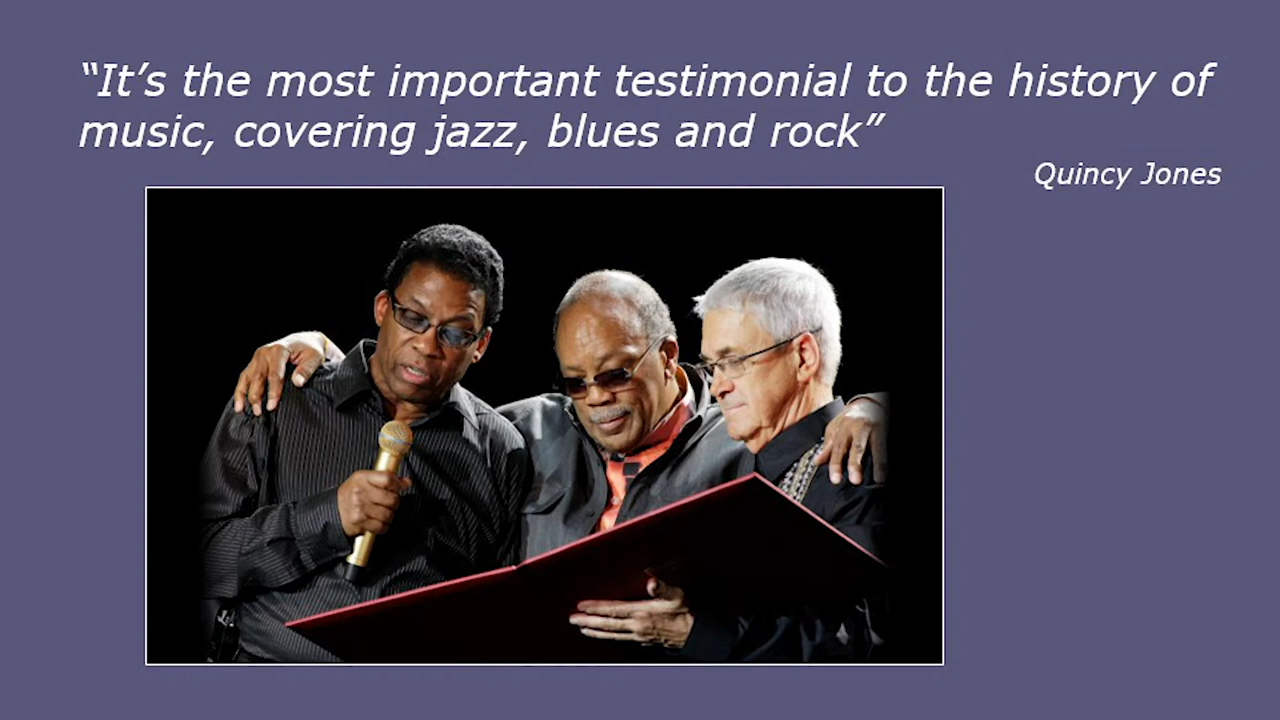 “It’s the most important testimonial to the history of
music, covering jazz, blues and rock”
Quincy Jones